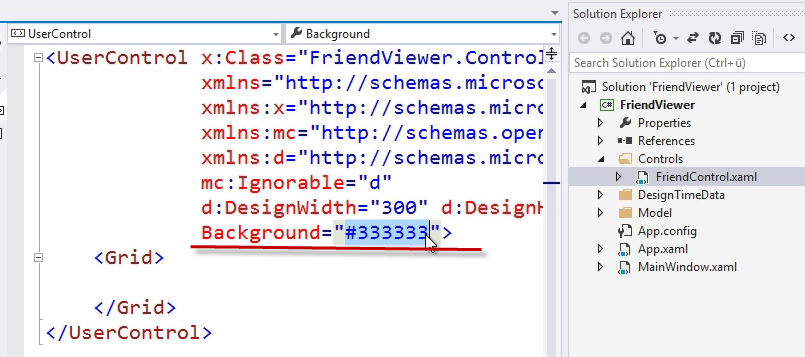 UserControl
Background
<UserControl x:Class="FriendViewer.Control
xmlns="http://schemas.microso
xmlns:x="http://schemas.micro
xmlns:mc="http://schemas.open
xmlns:d="http://schemas.micro
mc:Ignorable="d"
d:DesignWidth="300" d:DesignH
Background="#333333">
<Grid>
</Grid>
</UserControl>
Solution Explorer
Search Solution Explorer (Ctrl+ü)
Solution 'FriendViewer' (1 project)
C# FriendViewer
Properties
References
Controls
FriendControl.xaml
DesignTimeData
Model
App.config
App.xaml
MainWindow.xaml